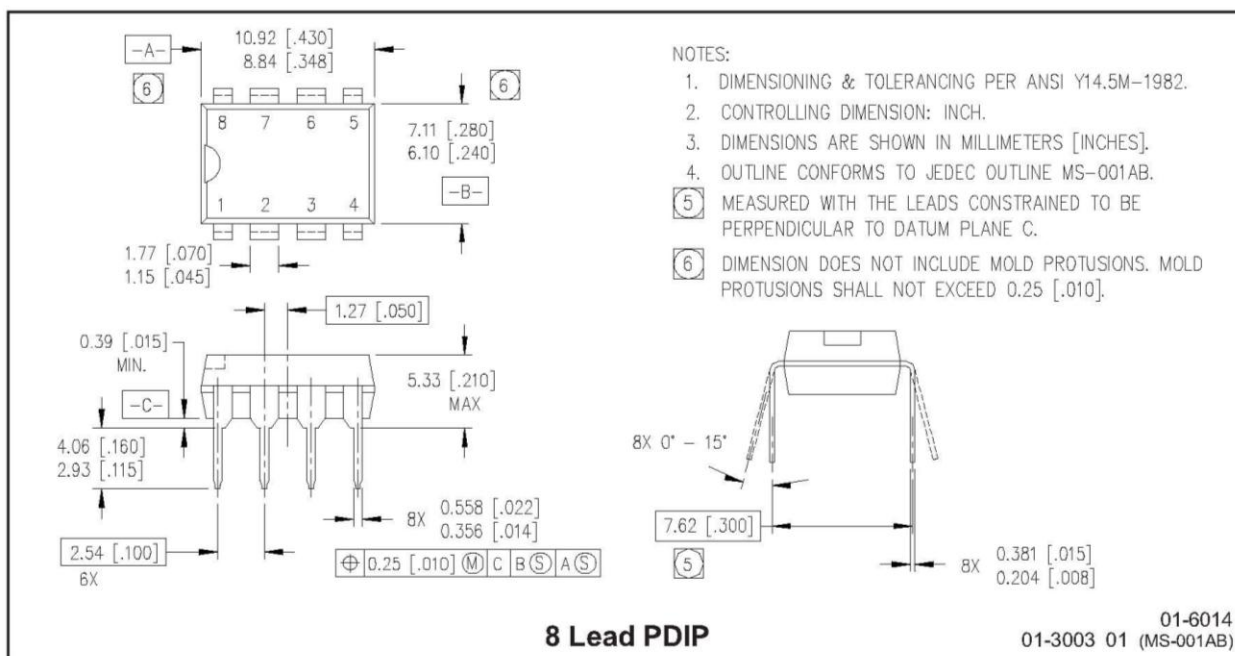 -A-
10.92 [.430]
8.84 [.348]
6
6
8 7 6 5
1 2 3 4
7.11 [.280]
6.10 [.240]
-B-
1.77 [.070]
1.15 [.045]
1.27 [.050]
0.39 [.015]
MIN.
-C-
5.33 [.210]
MAX
4.06 [.160]
2.93 [.115]
8X 0.558 [.022]
0.356 [.014]
2.54 [.100]
6X
⌖ 0.25 [.010] Ⓜ C B Ⓢ A Ⓢ
NOTES:
1. DIMENSIONING & TOLERANCING PER ANSI Y14.5M-1982.
2. CONTROLLING DIMENSION: INCH.
3. DIMENSIONS ARE SHOWN IN MILLIMETERS [INCHES].
4. OUTLINE CONFORMS TO JEDEC OUTLINE MS-001AB.
5 MEASURED WITH THE LEADS CONSTRAINED TO BE
PERPENDICULAR TO DATUM PLANE C.
6 DIMENSION DOES NOT INCLUDE MOLD PROTUSIONS. MOLD
PROTUSIONS SHALL NOT EXCEED 0.25 [.010].
8X 0° - 15°
7.62 [.300]
5
8X 0.381 [.015]
0.204 [.008]
8 Lead PDIP
01-6014
01-3003 01 (MS-001AB)